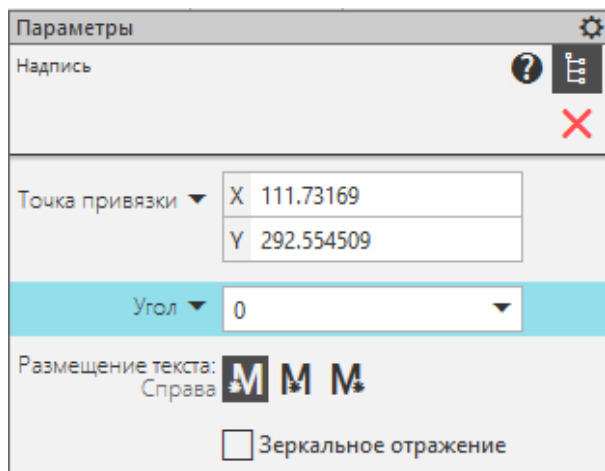 Параметры
Надпись
Точка привязки X 111.73169
Y 292.554509
Угол 0
Размещение текста:
Справа M M M
Зеркальное отражение